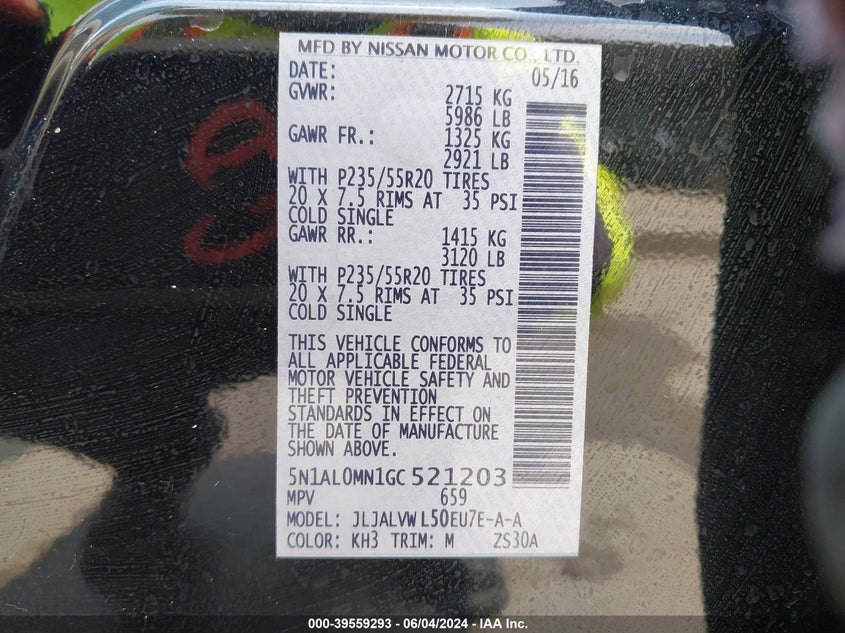 MFD BY NISSAN MOTOR CO., LTD.
DATE: 05/16
GVWR: 2715 KG
5986 LB
GAWR FR.: 1325 KG
2921 LB
WITH P235/55R20 TIRES
20 X 7.5 RIMS AT 35 PSI
COLD SINGLE
GAWR RR.: 1415 KG
3120 LB
WITH P235/55R20 TIRES
20 X 7.5 RIMS AT 35 PSI
COLD SINGLE
THIS VEHICLE CONFORMS TO
ALL APPLICABLE FEDERAL
MOTOR VEHICLE SAFETY AND
THEFT PREVENTION
STANDARDS IN EFFECT ON
THE DATE OF MANUFACTURE
SHOWN ABOVE.
5N1AL0MN1GC 521203
MPV 659
MODEL: JLJALVW L50EU7E-A-A
COLOR: KH3 TRIM: M ZS30A
000-39559293 - 06/04/2024 - IAA Inc.